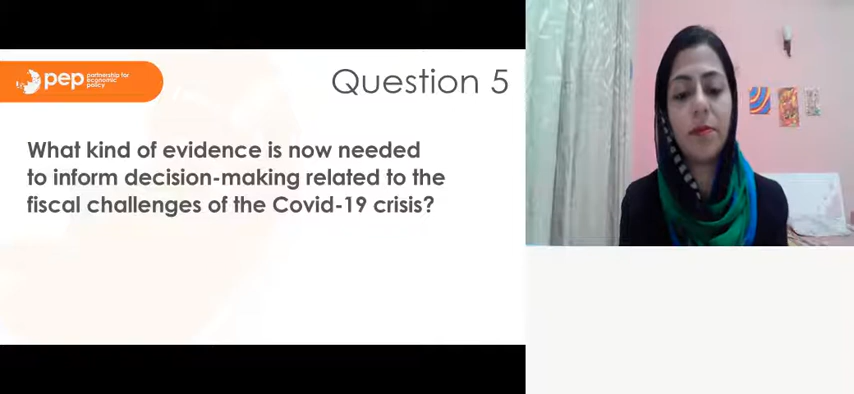 pep
partnership for
economic
policy
Question 5
What kind of evidence is now needed
to inform decision-making related to the
fiscal challenges of the Covid-19 crisis?